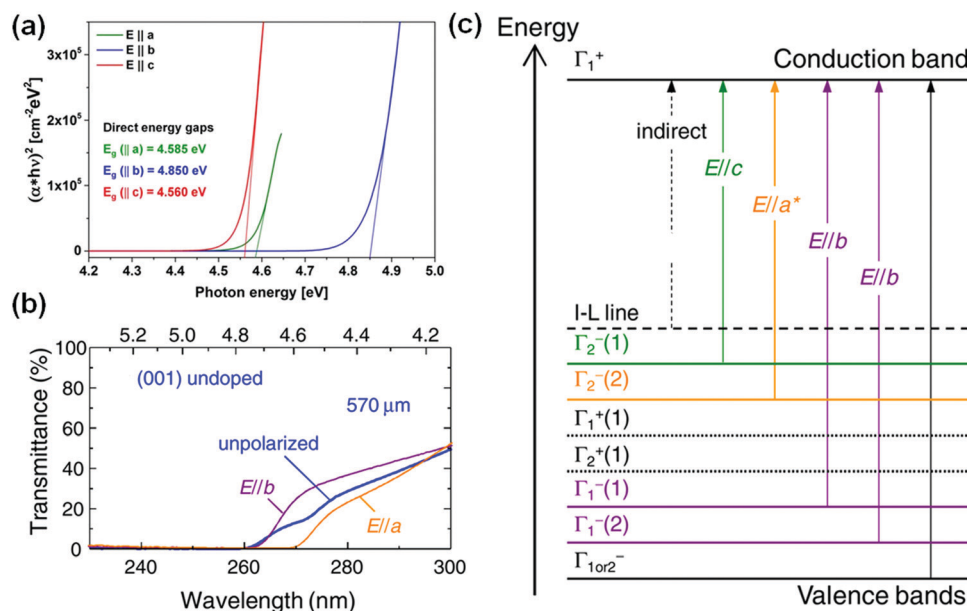 (a)
E || a
E || b
E || c
Direct energy gaps
E_g (|| a) = 4.585 eV
E_g (|| b) = 4.850 eV
E_g (|| c) = 4.560 eV
(α*hν)² [cm⁻²eV²]
3x10⁵
2x10⁵
1x10⁵
0
4.2 4.3 4.4 4.5 4.6 4.7 4.8 4.9 5.0
Photon energy [eV]
(b)
5.2 5.0 4.8 4.6 4.4 4.2
Transmittance (%)
100
80
60
40
20
0
(001) undoped
570 μm
unpolarized
E//b
E//a
240 260 280 300
Wavelength (nm)
(c)
Energy
Γ₁⁺
Conduction band
indirect
E//c
E//a*
E//b
E//b
I-L line
Γ₂⁻(1)
Γ₂⁻(2)
Γ₁⁺(1)
Γ₂⁺(1)
Γ₁⁻(1)
Γ₁⁻(2)
Γ₁or₂⁻
Valence bands